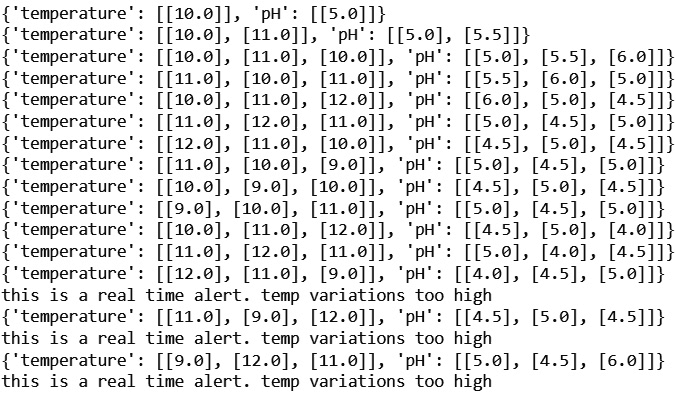 {'temperature': [[10.0]], 'pH': [[5.0]]}
{'temperature': [[10.0], [11.0]], 'pH': [[5.0], [5.5]]}
{'temperature': [[10.0], [11.0], [10.0]], 'pH': [[5.0], [5.5], [6.0]]}
{'temperature': [[11.0], [10.0], [11.0]], 'pH': [[5.5], [6.0], [5.0]]}
{'temperature': [[10.0], [11.0], [12.0]], 'pH': [[6.0], [5.0], [4.5]]}
{'temperature': [[11.0], [12.0], [11.0]], 'pH': [[5.0], [4.5], [5.0]]}
{'temperature': [[12.0], [11.0], [10.0]], 'pH': [[4.5], [5.0], [4.5]]}
{'temperature': [[11.0], [10.0], [9.0]], 'pH': [[5.0], [4.5], [5.0]]}
{'temperature': [[10.0], [9.0], [10.0]], 'pH': [[4.5], [5.0], [4.5]]}
{'temperature': [[9.0], [10.0], [11.0]], 'pH': [[5.0], [4.5], [5.0]]}
{'temperature': [[10.0], [11.0], [12.0]], 'pH': [[4.5], [5.0], [4.0]]}
{'temperature': [[11.0], [12.0], [11.0]], 'pH': [[5.0], [4.0], [4.5]]}
{'temperature': [[12.0], [11.0], [9.0]], 'pH': [[4.0], [4.5], [5.0]]}
this is a real time alert. temp variations too high
{'temperature': [[11.0], [9.0], [12.0]], 'pH': [[4.5], [5.0], [4.5]]}
this is a real time alert. temp variations too high
{'temperature': [[9.0], [12.0], [11.0]], 'pH': [[5.0], [4.5], [6.0]]}
this is a real time alert. temp variations too high